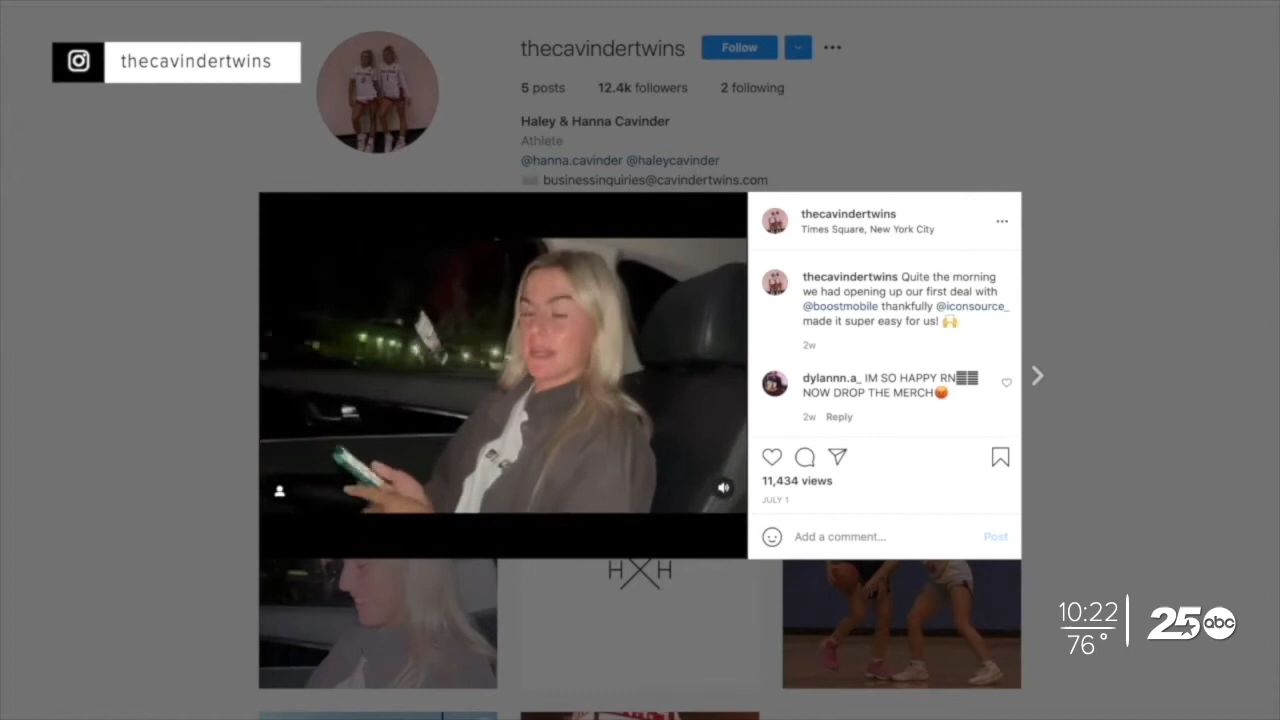 thecavindertwins
thecavindertwins Follow
5 posts 12.4k followers 2 following
Haley & Hanna Cavinder
Athlete
@hanna.cavinder @haleycavinder
businessinquiries@cavindertwins.com
thecavindertwins
Times Square, New York City
thecavindertwins Quite the morning
we had opening up our first deal with
@boostmobile thankfully @iconsource_
made it super easy for us! 🙌
2w
dylannn.a_ IM SO HAPPY RN
NOW DROP THE MERCH😡
2w Reply
11,434 views
JULY 1
Add a comment... Post
H H
10:22
76°
25 abc